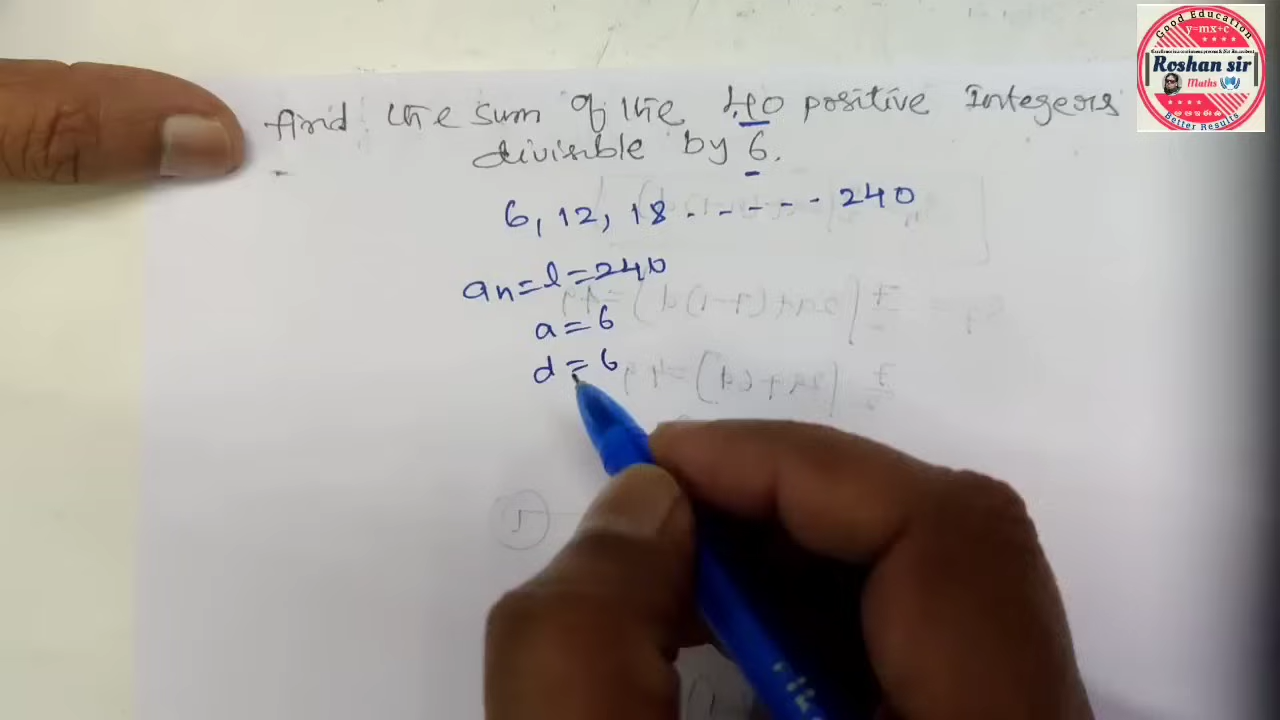 find the sum of the 40 positive Integers
divisible by 6.
6, 12, 18 - - - - - - 240
an = l = 240
a = 6
d = 6
Good Education
y=mx+c
Roshan sir
Maths
Better Results